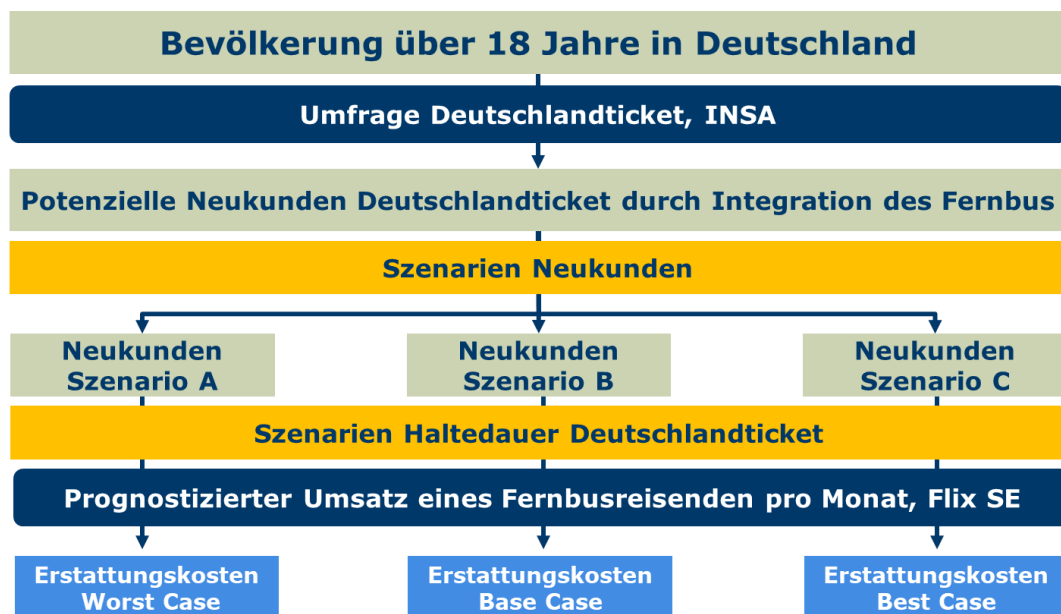 Bevölkerung über 18 Jahre in Deutschland
Umfrage Deutschlandticket, INSA
Potenzielle Neukunden Deutschlandticket durch Integration des Fernbus
Szenarien Neukunden
Neukunden
Szenario A
Neukunden
Szenario B
Neukunden
Szenario C
Szenarien Haltedauer Deutschlandticket
Prognostizierter Umsatz eines Fernbusreisenden pro Monat, Flix SE
Erstattungskosten
Worst Case
Erstattungskosten
Base Case
Erstattungskosten
Best Case